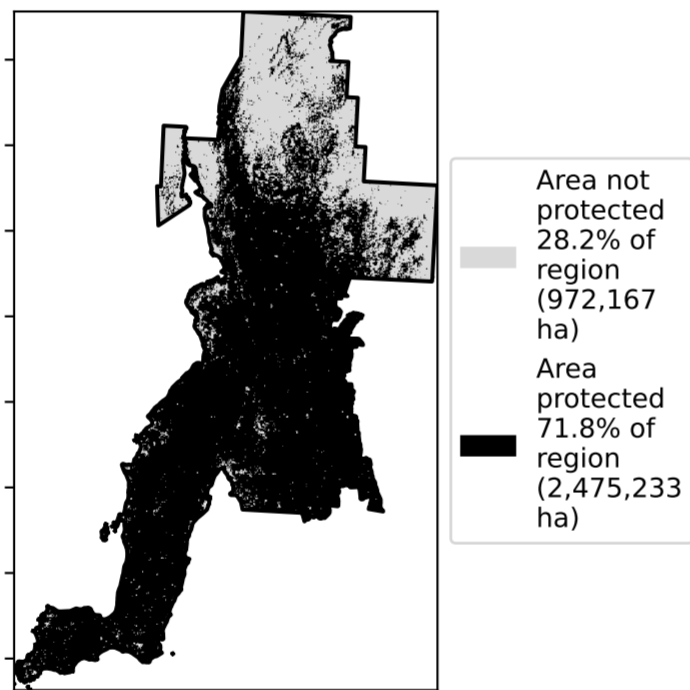 Area not
protected
28.2% of
region
(972,167
ha)
Area
protected
71.8% of
region
(2,475,233
ha)